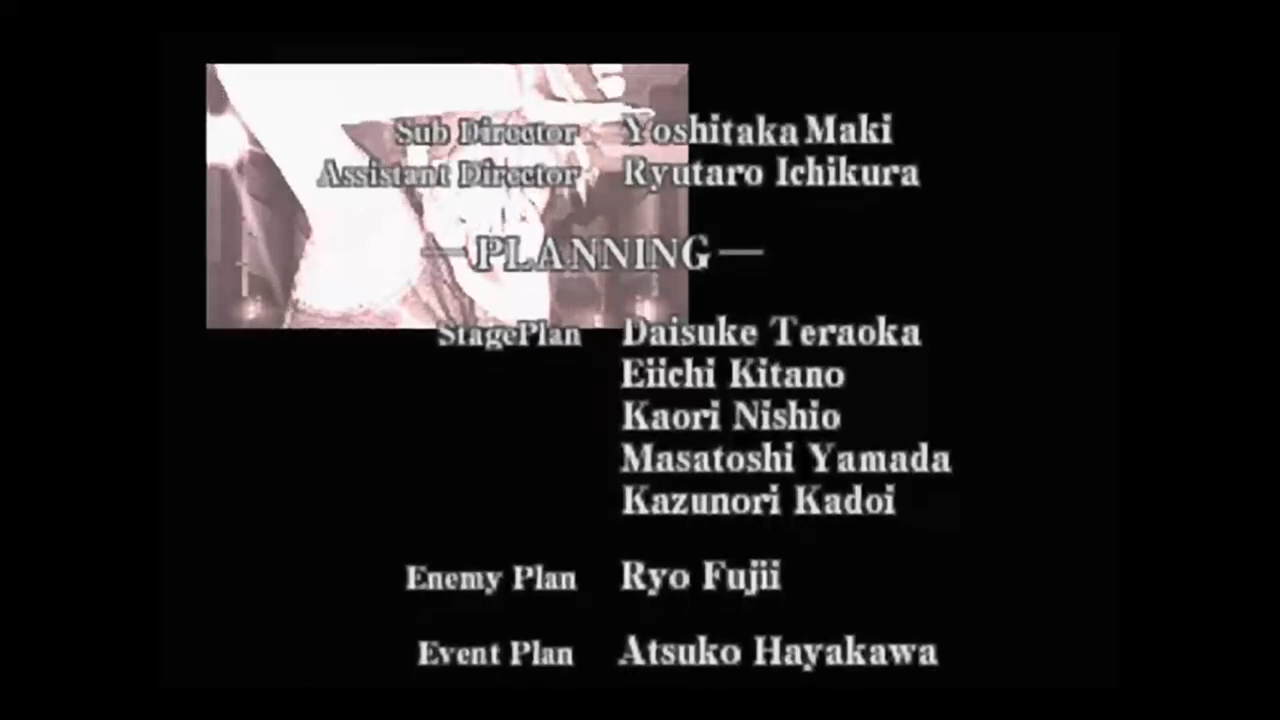 Sub Director Yoshitaka Maki
Assistant Director Ryutaro Ichikura
— PLANNING —
StagePlan Daisuke Teraoka
Eiichi Kitano
Kaori Nishio
Masatoshi Yamada
Kazunori Kadoi
Enemy Plan Ryo Fujii
Event Plan Atsuko Hayakawa